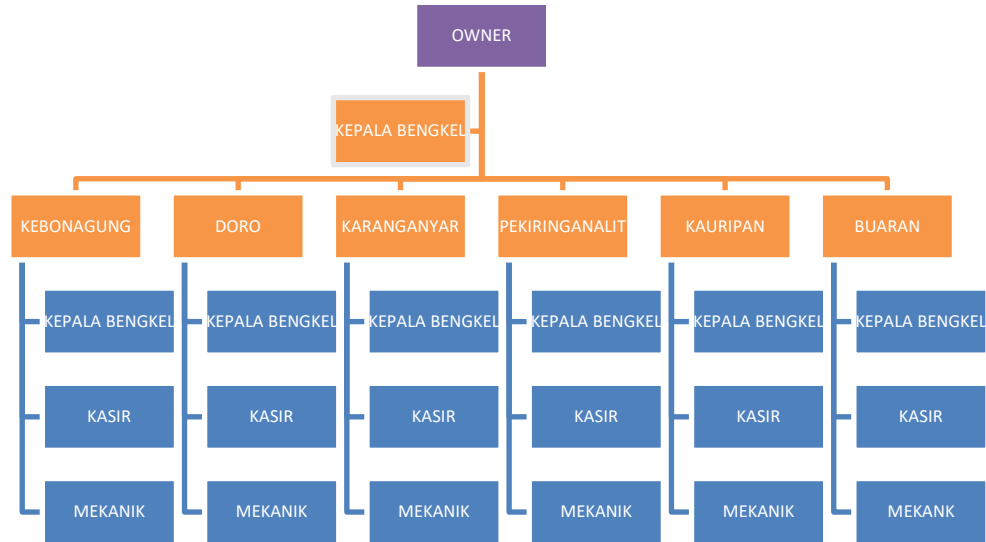 OWNER
KEPALA BENGKEL
KEBONAGUNG
DORO
KARANGANYAR
PEKIRINGANALIT
KAURIPAN
BUARAN
KEPALA BENGKEL
KEPALA BENGKEL
KEPALA BENGKEL
KEPALA BENGKEL
KEPALA BENGKEL
KEPALA BENGKEL
KASIR
KASIR
KASIR
KASIR
KASIR
KASIR
MEKANIK
MEKANIK
MEKANIK
MEKANIK
MEKANIK
MEKANK